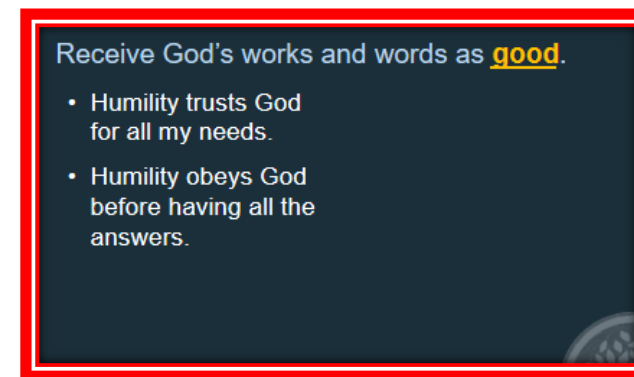 Receive God's works and words as good.
• Humility trusts God
for all my needs.
• Humility obeys God
before having all the
answers.